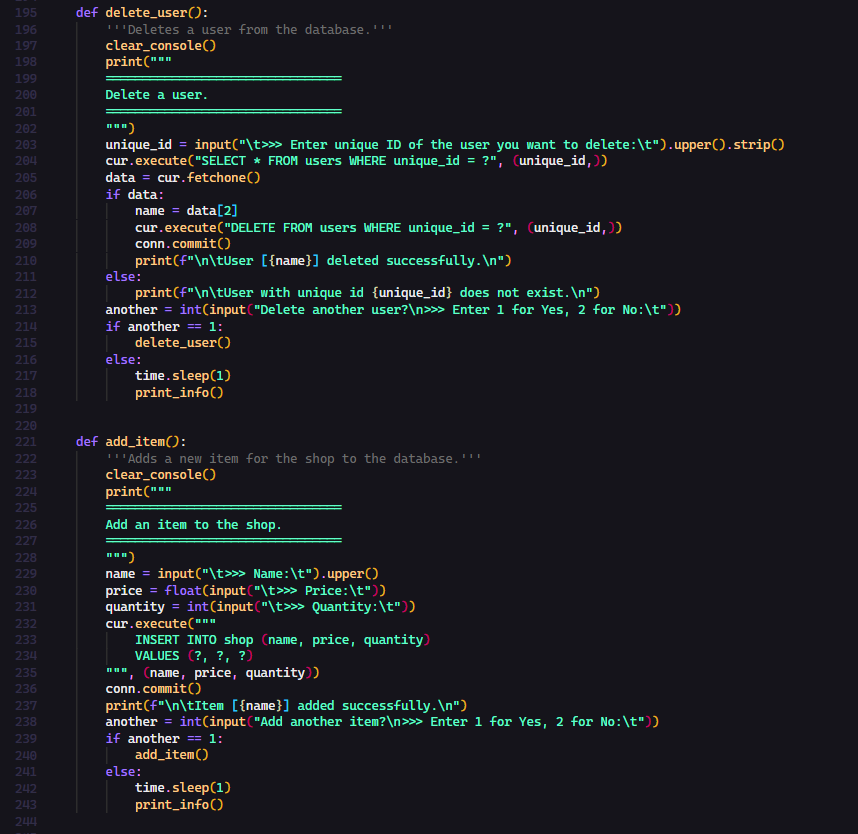 195 def delete_user():
196 '''Deletes a user from the database.'''
197 clear_console()
198 print("""
199 ================================
200 Delete a user.
201 ================================
202 """)
203 unique_id = input("\t>>> Enter unique ID of the user you want to delete:\t").upper().strip()
204 cur.execute("SELECT * FROM users WHERE unique_id = ?", (unique_id,))
205 data = cur.fetchone()
206 if data:
207 name = data[2]
208 cur.execute("DELETE FROM users WHERE unique_id = ?", (unique_id,))
209 conn.commit()
210 print(f"\n\tUser [{name}] deleted successfully.\n")
211 else:
212 print(f"\n\tUser with unique id {unique_id} does not exist.\n")
213 another = int(input("Delete another user?\n>>> Enter 1 for Yes, 2 for No:\t"))
214 if another == 1:
215 delete_user()
216 else:
217 time.sleep(1)
218 print_info()
219
220
221 def add_item():
222 '''Adds a new item for the shop to the database.'''
223 clear_console()
224 print("""
225 ================================
226 Add an item to the shop.
227 ================================
228 """)
229 name = input("\t>>> Name:\t").upper()
230 price = float(input("\t>>> Price:\t"))
231 quantity = int(input("\t>>> Quantity:\t"))
232 cur.execute("""
233 INSERT INTO shop (name, price, quantity)
234 VALUES (?, ?, ?)
235 """, (name, price, quantity))
236 conn.commit()
237 print(f"\n\tItem [{name}] added successfully.\n")
238 another = int(input("Add another item?\n>>> Enter 1 for Yes, 2 for No:\t"))
239 if another == 1:
240 add_item()
241 else:
242 time.sleep(1)
243 print_info()
244